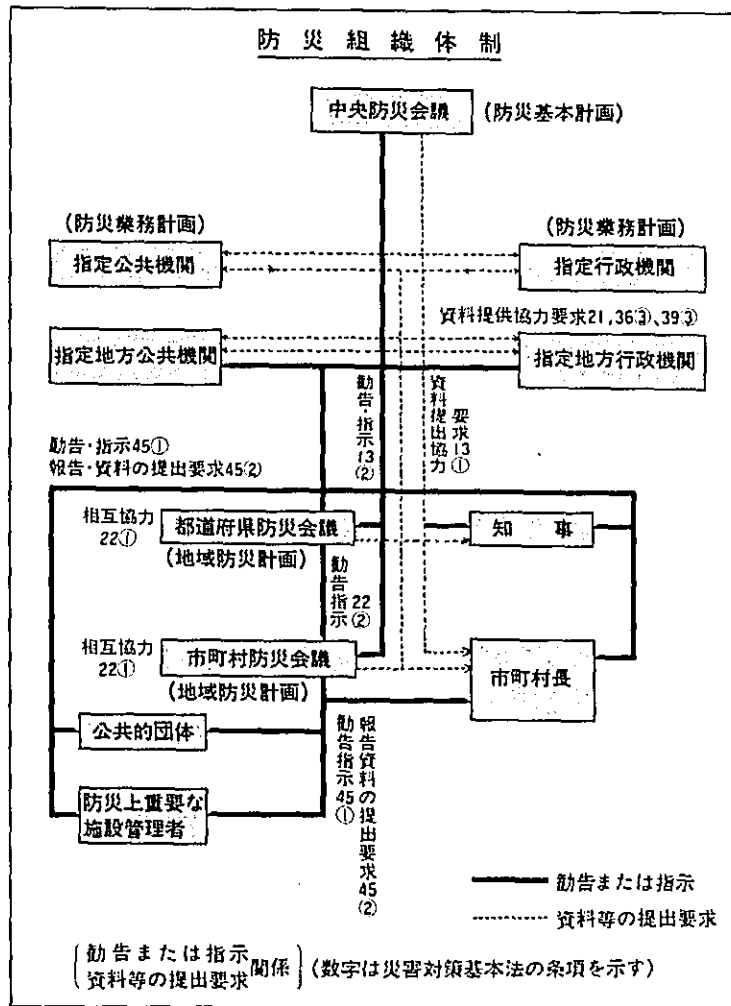 防災組織体制
中央防災会議
(防災基本計画)
(防災業務計画)
指定公共機関
(防災業務計画)
指定行政機関
資料提供協力要求21,36③、39③
指定地方公共機関
指定地方行政機関
勧告・指示13②
資料提出協力
要求13①
勧告・指示45①
報告・資料の提出要求45②
相互協力
22①
都道府県防災会議
(地域防災計画)
知事
勧告指示22②
相互協力
22①
市町村防災会議
(地域防災計画)
市町村長
公共的団体
防災上重要な
施設管理者
勧告指示45①
報告資料の提出要求45②
勧告または指示
資料等の提出要求
勧告または指示
資料等の提出要求
関係
(数字は災害対策基本法の条項を示す)